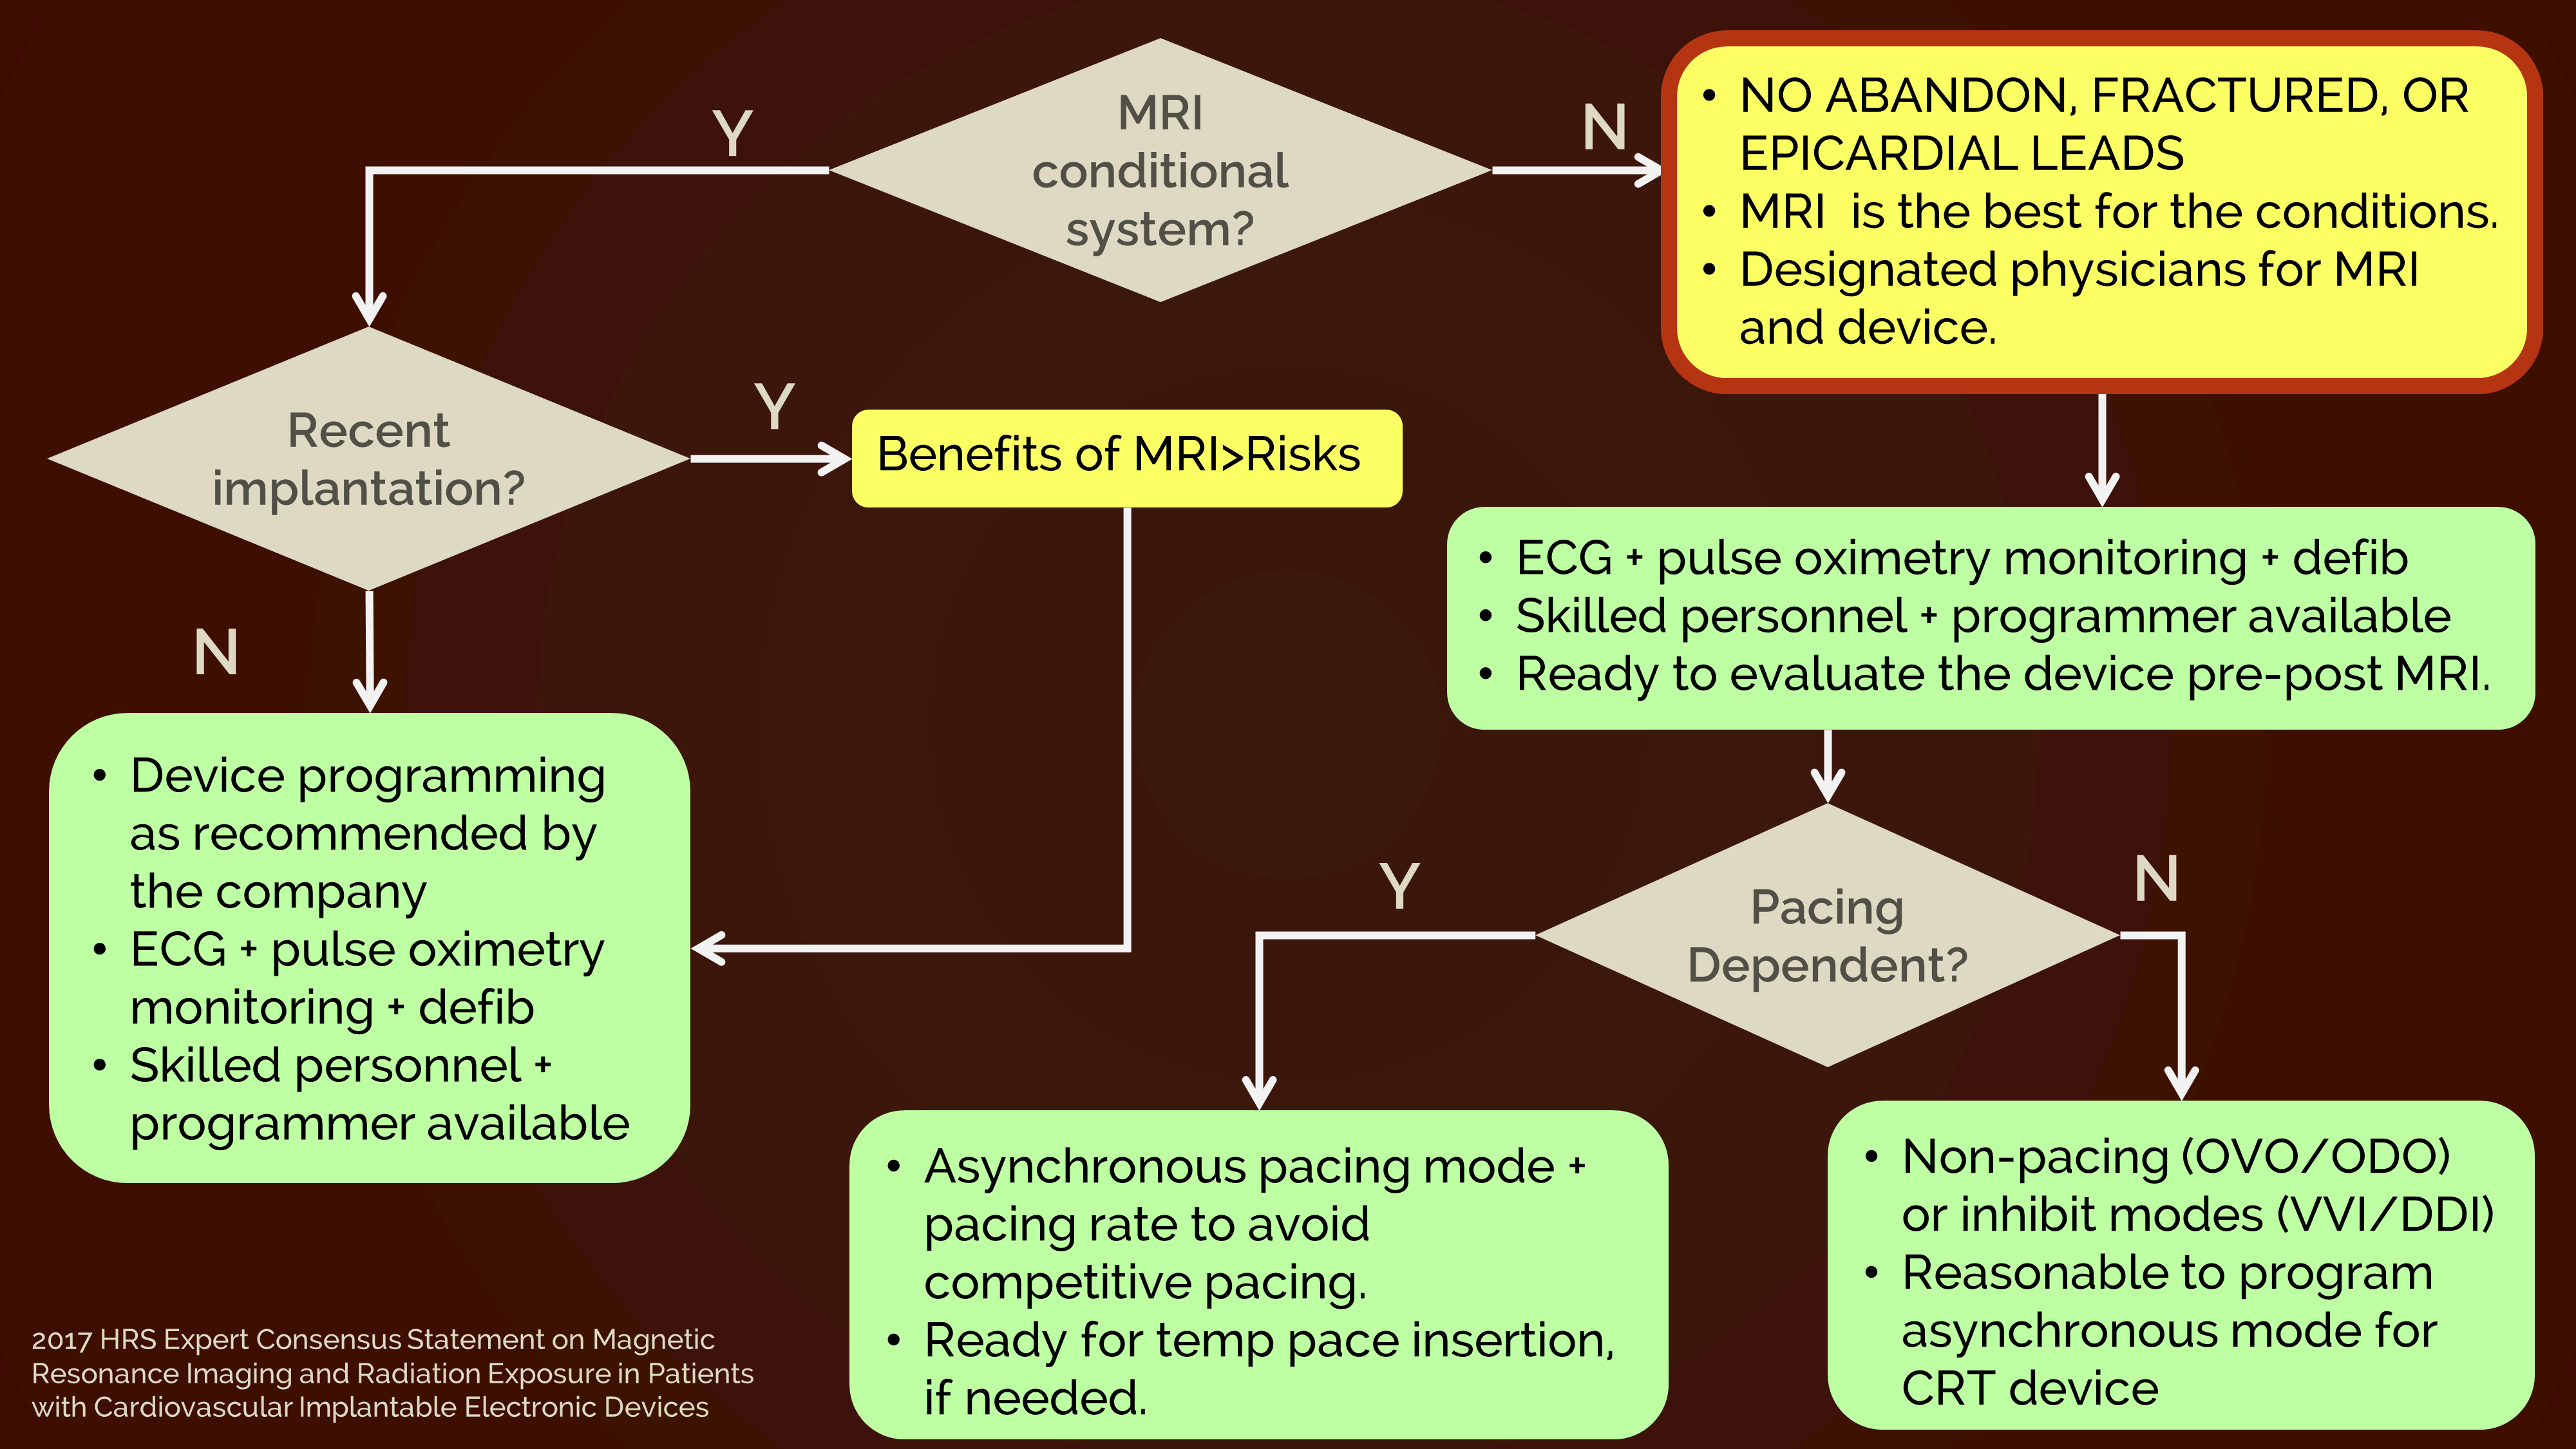 MRI
conditional
system?
Y
N
• NO ABANDON, FRACTURED, OR
EPICARDIAL LEADS
• MRI  is the best for the conditions.
• Designated physicians for MRI
and device.
Recent
implantation?
Y
Benefits of MRI>Risks
N
• Device programming
as recommended by
the company
• ECG + pulse oximetry
monitoring + defib
• Skilled personnel +
programmer available
• ECG + pulse oximetry monitoring + defib
• Skilled personnel + programmer available
• Ready to evaluate the device pre-post MRI.
Pacing
Dependent?
Y
N
• Asynchronous pacing mode +
pacing rate to avoid
competitive pacing.
• Ready for temp pace insertion,
if needed.
• Non-pacing (OVO/ODO)
or inhibit modes (VVI/DDI)
• Reasonable to program
asynchronous mode for
CRT device
2017 HRS Expert Consensus Statement on Magnetic
Resonance Imaging and Radiation Exposure in Patients
with Cardiovascular Implantable Electronic Devices